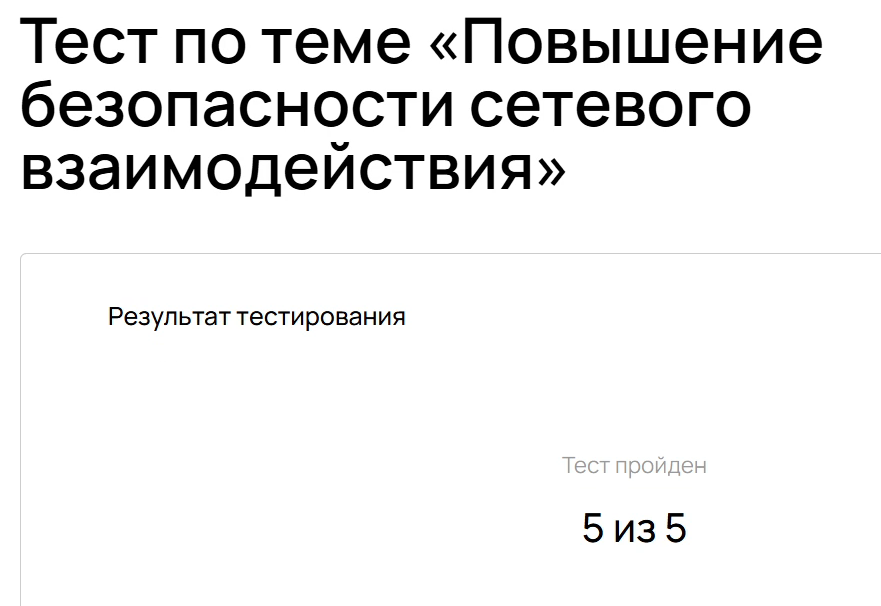 Тест по теме «Повышение
безопасности сетевого
взаимодействия»
Результат тестирования
Тест пройден
5 из 5